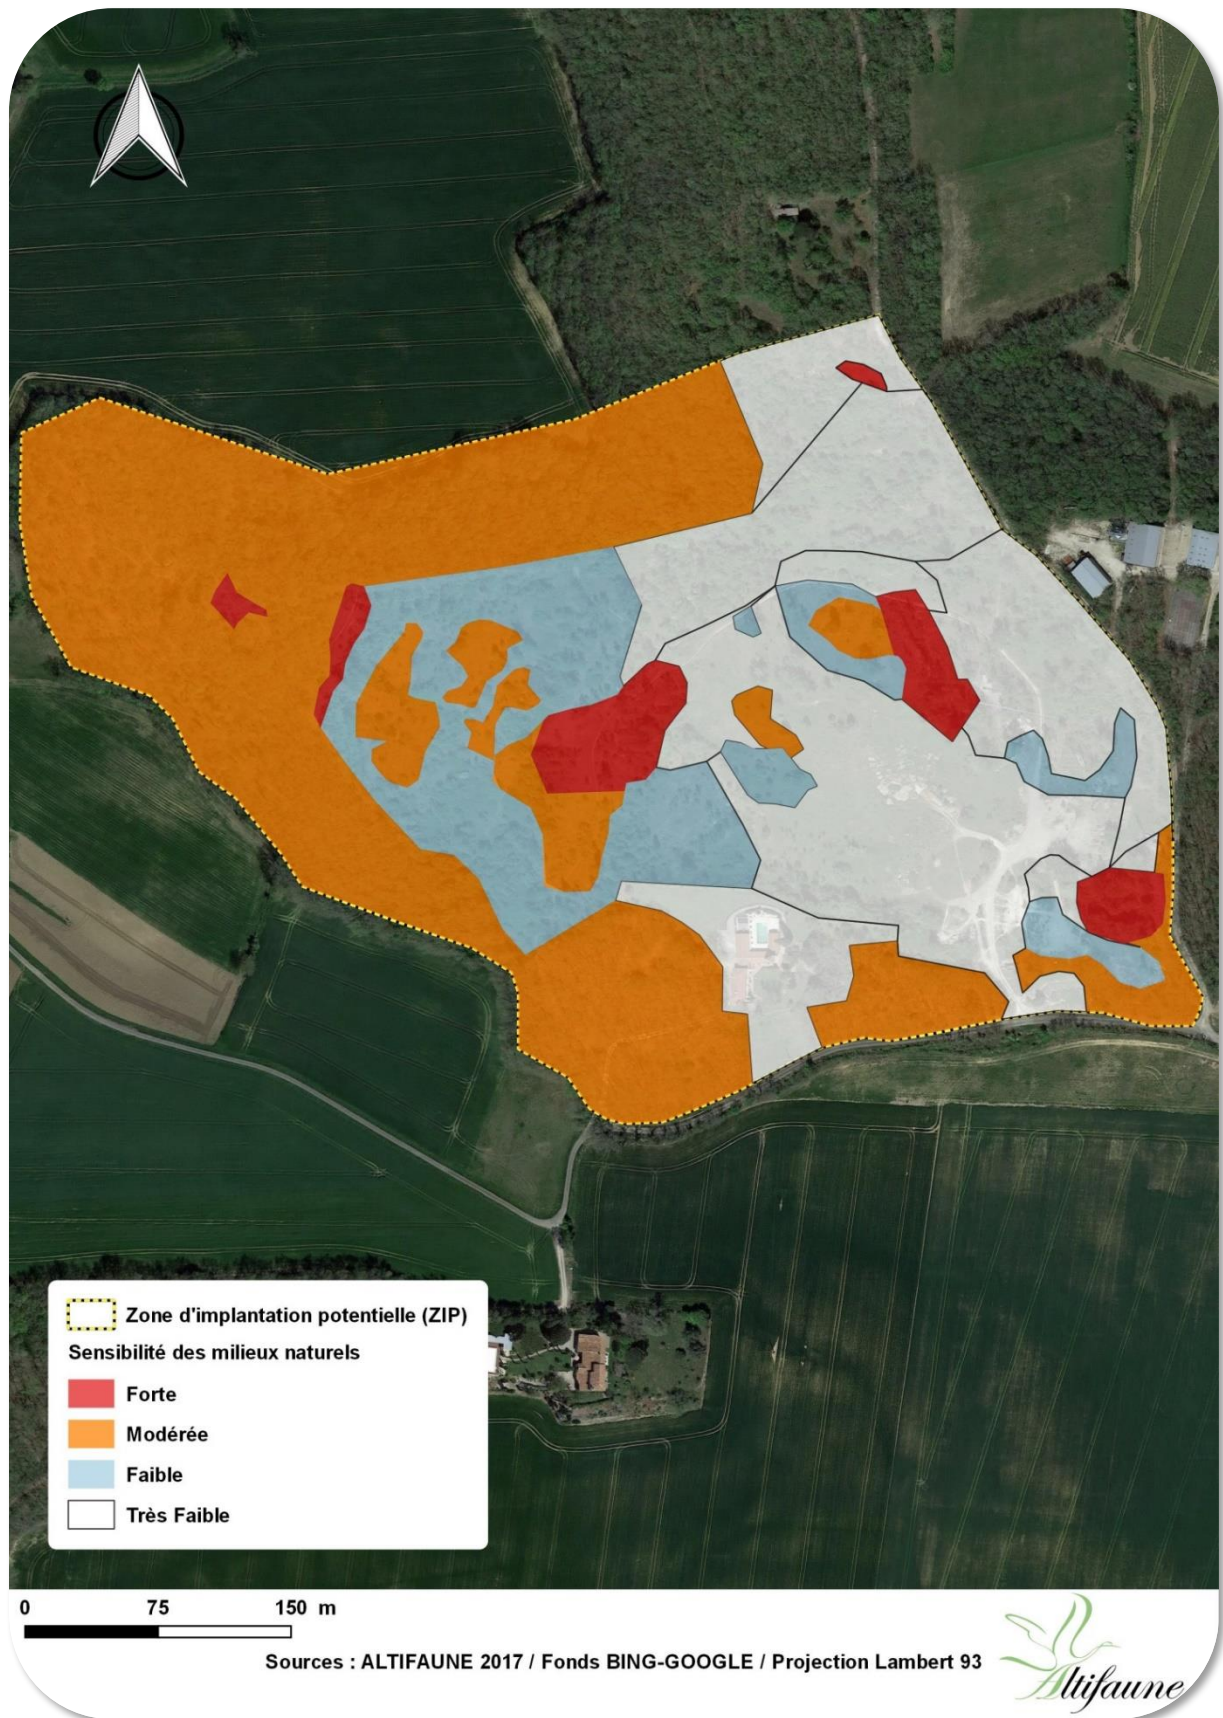 Zone d'implantation potentielle (ZIP)
Sensibilité des milieux naturels
Forte
Modérée
Faible
Très Faible
0 75 150 m
Sources : ALTIFAUNE 2017 / Fonds BING-GOOGLE / Projection Lambert 93
Altifaune